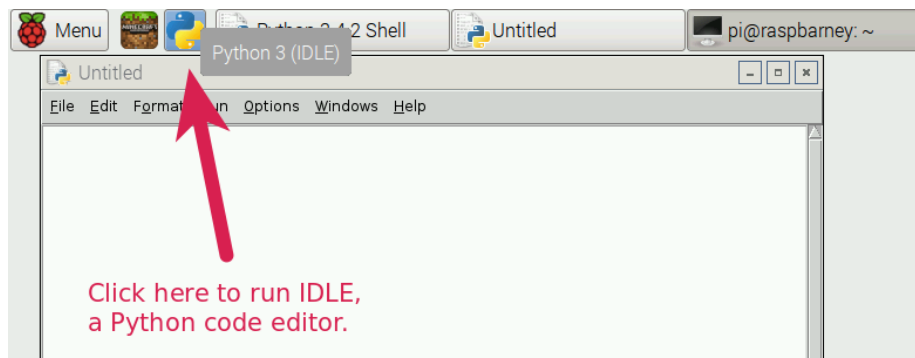 Menu
Python 3.4.2 Shell
Untitled
pi@raspbarney: ~
Python 3 (IDLE)
Untitled
File Edit Format Options Windows Help
Click here to run IDLE,
a Python code editor.